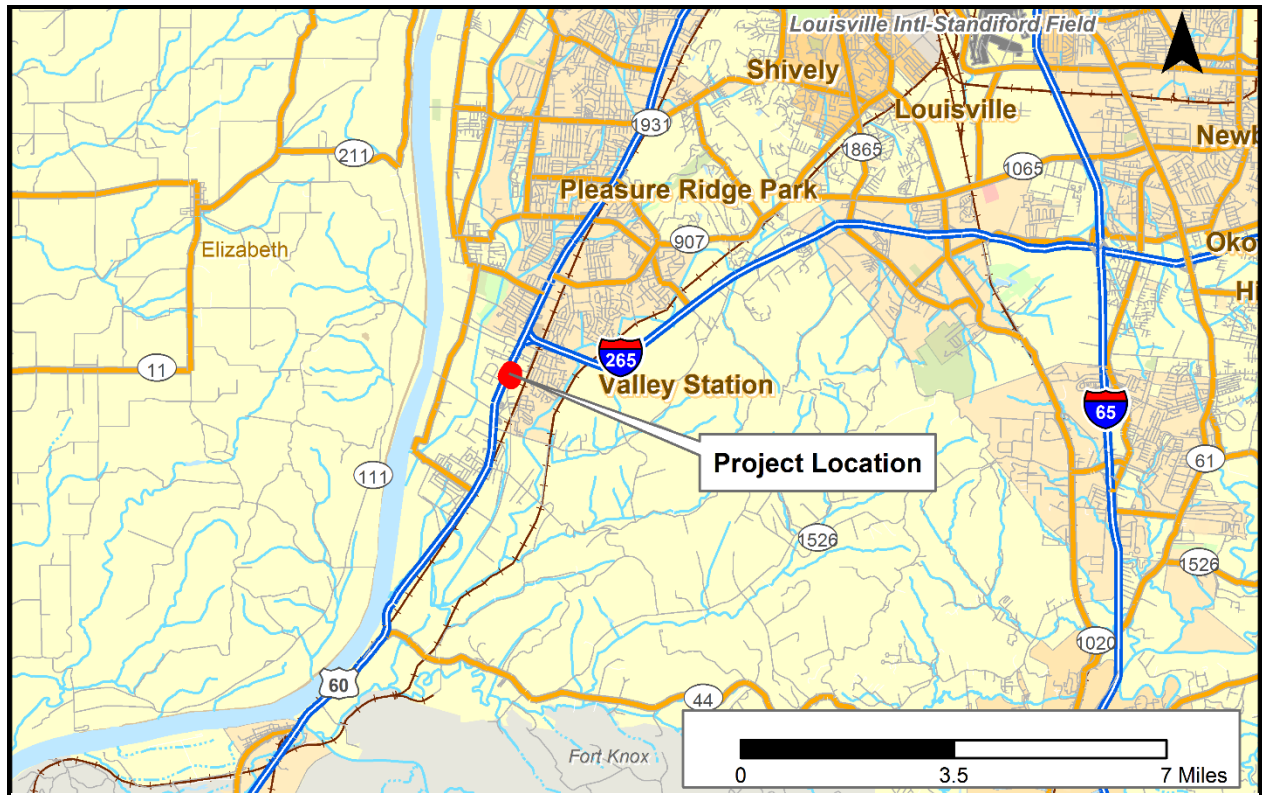 Louisville Intl-Standiford Field
Shively
Louisville
1931
Newb
211
1865
1065
Pleasure Ridge Park
907
Elizabeth
Oko
Hi
265
11
Valley Station
65
Project Location
111
61
1526
1526
1020
60
44
Fort Knox
0 3.5 7 Miles